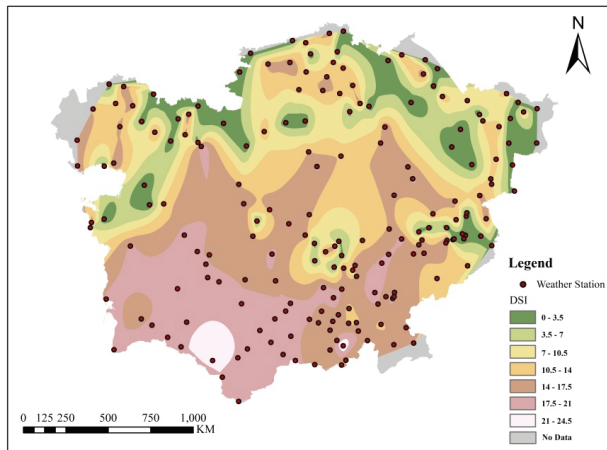 N
Legend
Weather Station
DSI
0 - 3.5
3.5 - 7
7 - 10.5
10.5 - 14
14 - 17.5
17.5 - 21
21 - 24.5
No Data
0 125 250 500 750 1,000
KM